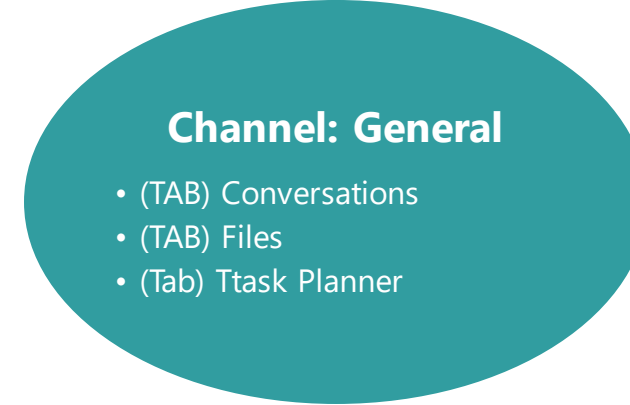 Channel: General
• (TAB) Conversations
• (TAB) Files
• (Tab) Ttask Planner